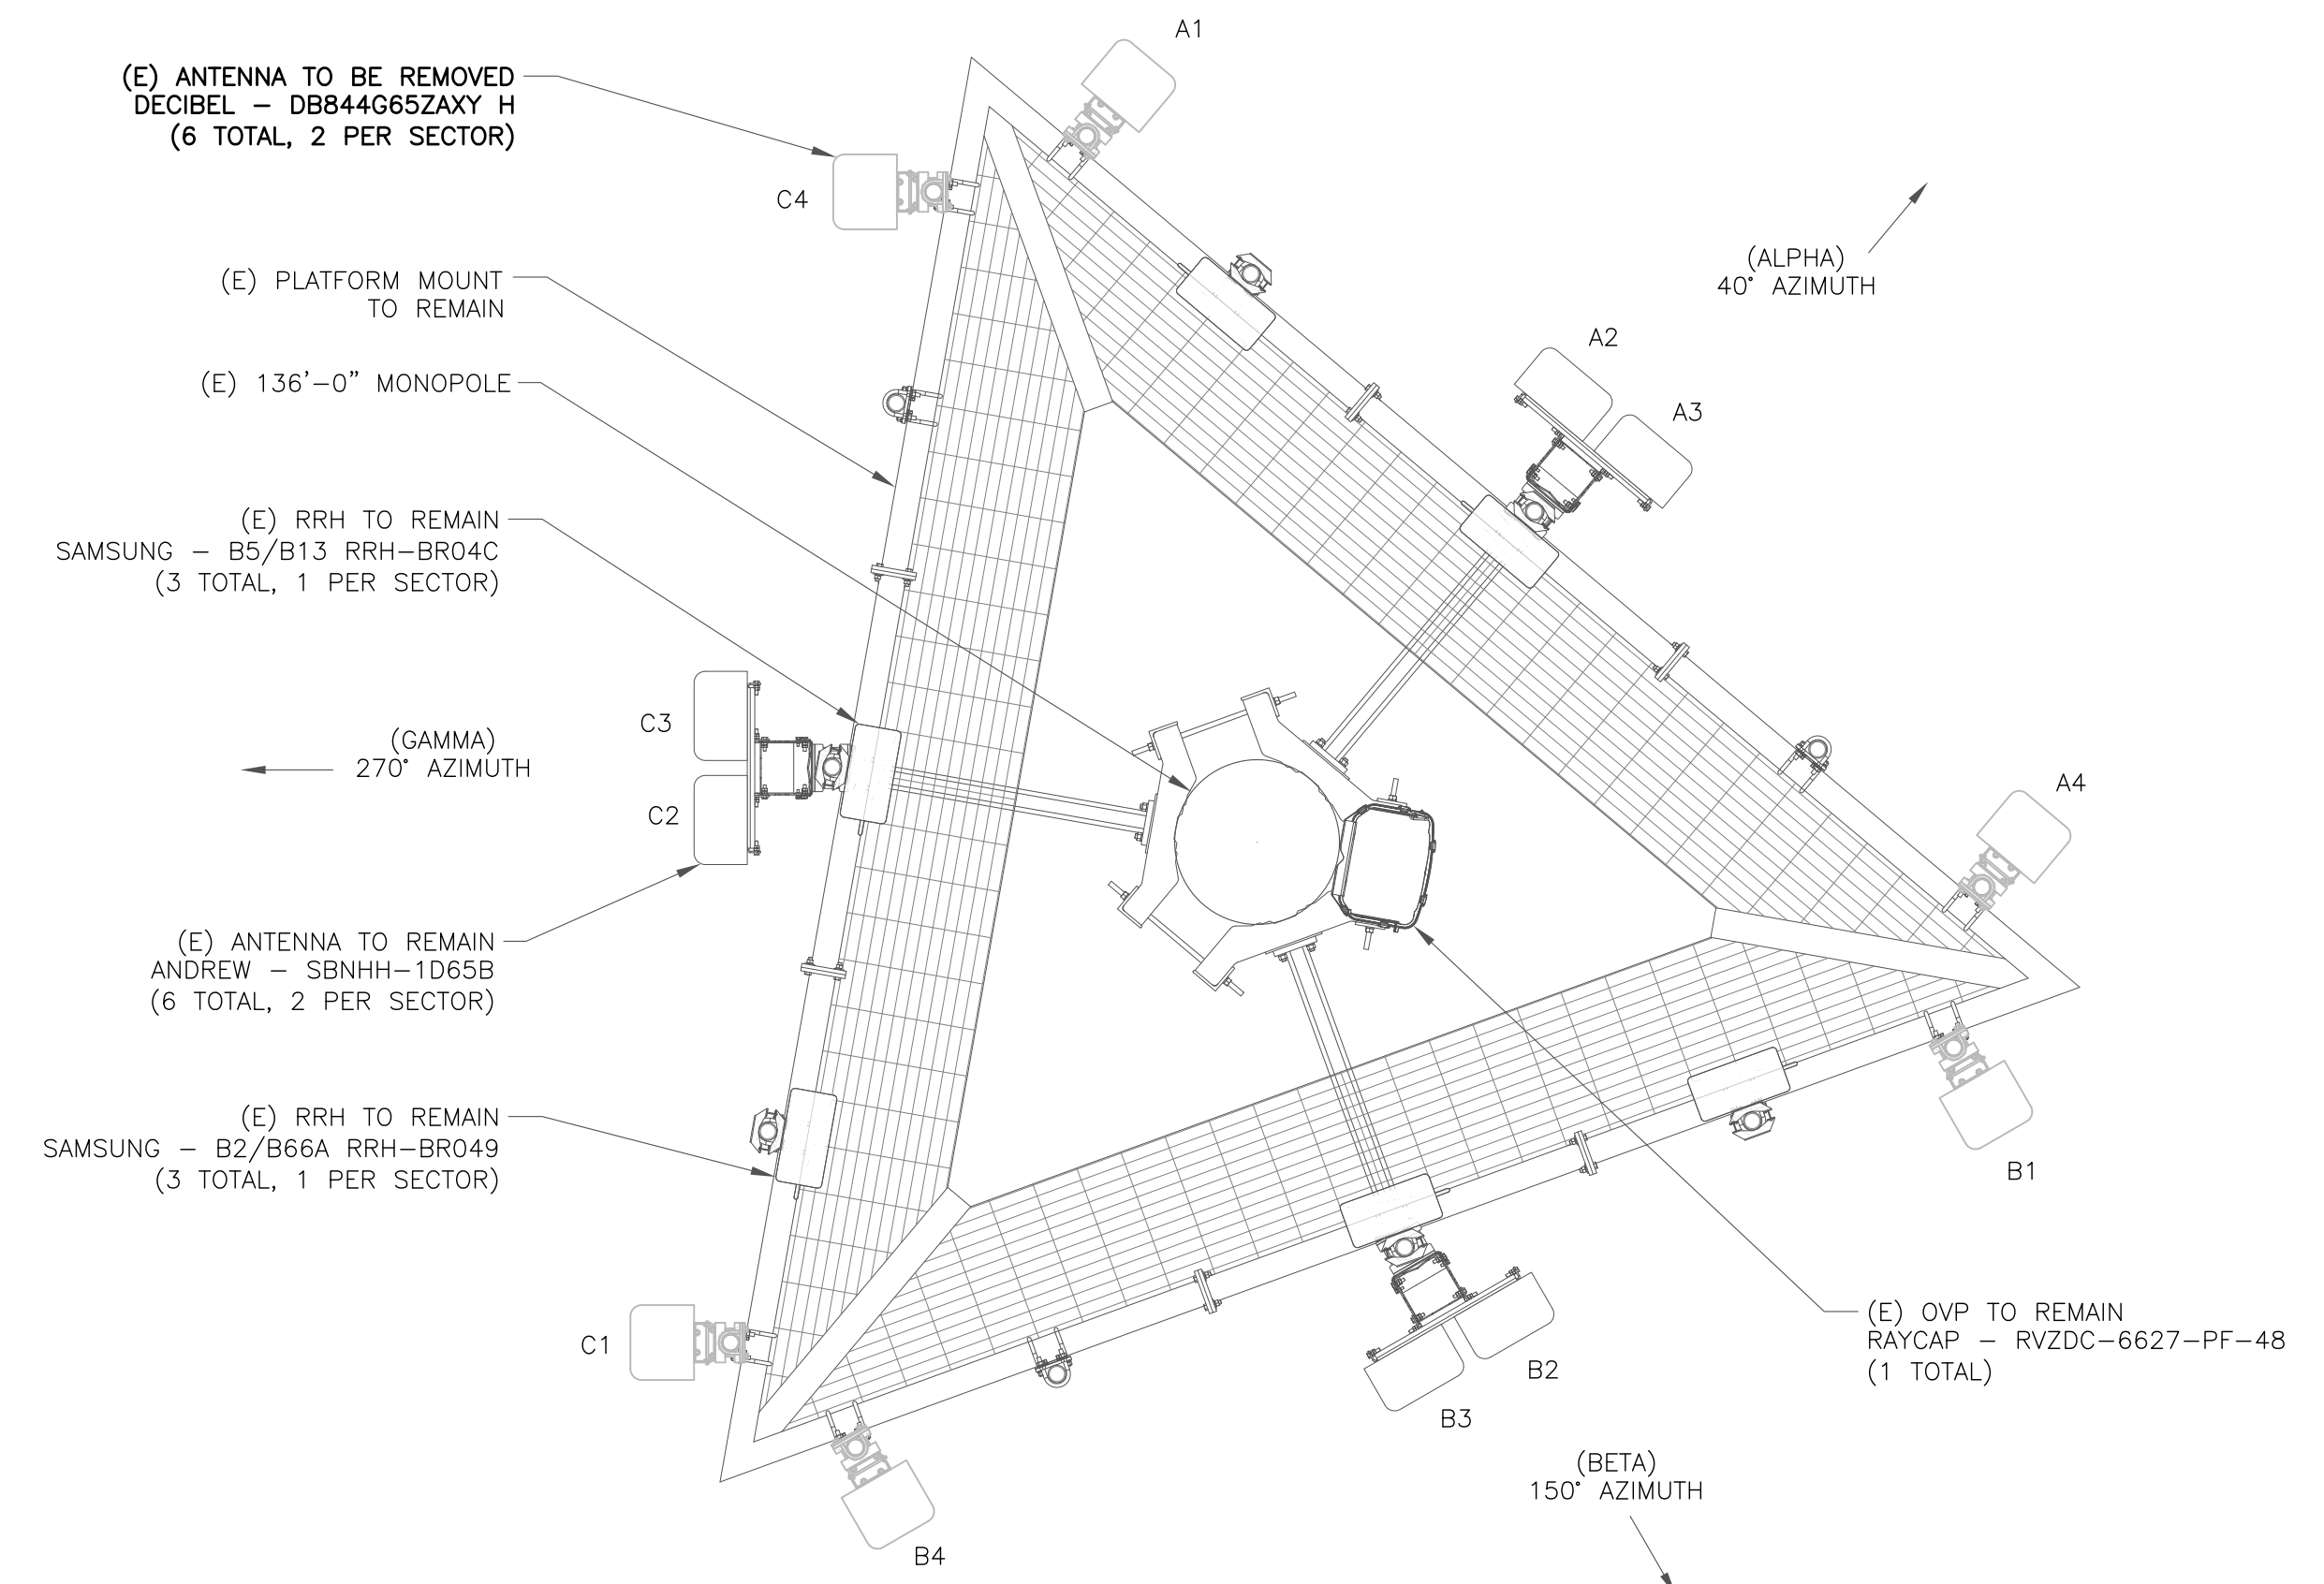 A1
(E) ANTENNA TO BE REMOVED
DECIBEL – DB844G65ZAXY H
(6 TOTAL, 2 PER SECTOR)
C4
(E) PLATFORM MOUNT
TO REMAIN
(ALPHA)
40° AZIMUTH
A2
A3
(E) 136'–0" MONOPOLE
(E) RRH TO REMAIN
SAMSUNG – B5/B13 RRH–BR04C
(3 TOTAL, 1 PER SECTOR)
C3
(GAMMA)
270° AZIMUTH
C2
A4
(E) ANTENNA TO REMAIN
ANDREW – SBNHH–1D65B
(6 TOTAL, 2 PER SECTOR)
(E) RRH TO REMAIN
SAMSUNG – B2/B66A RRH–BR049
(3 TOTAL, 1 PER SECTOR)
B1
C1
(E) OVP TO REMAIN
RAYCAP – RVZDC–6627–PF–48
(1 TOTAL)
B2
B3
(BETA)
150° AZIMUTH
B4